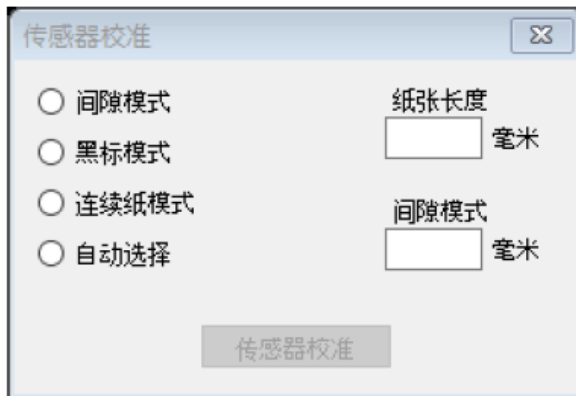 传感器校准
间隙模式
黑标模式
连续纸模式
自动选择
纸张长度
毫米
间隙模式
毫米
传感器校准